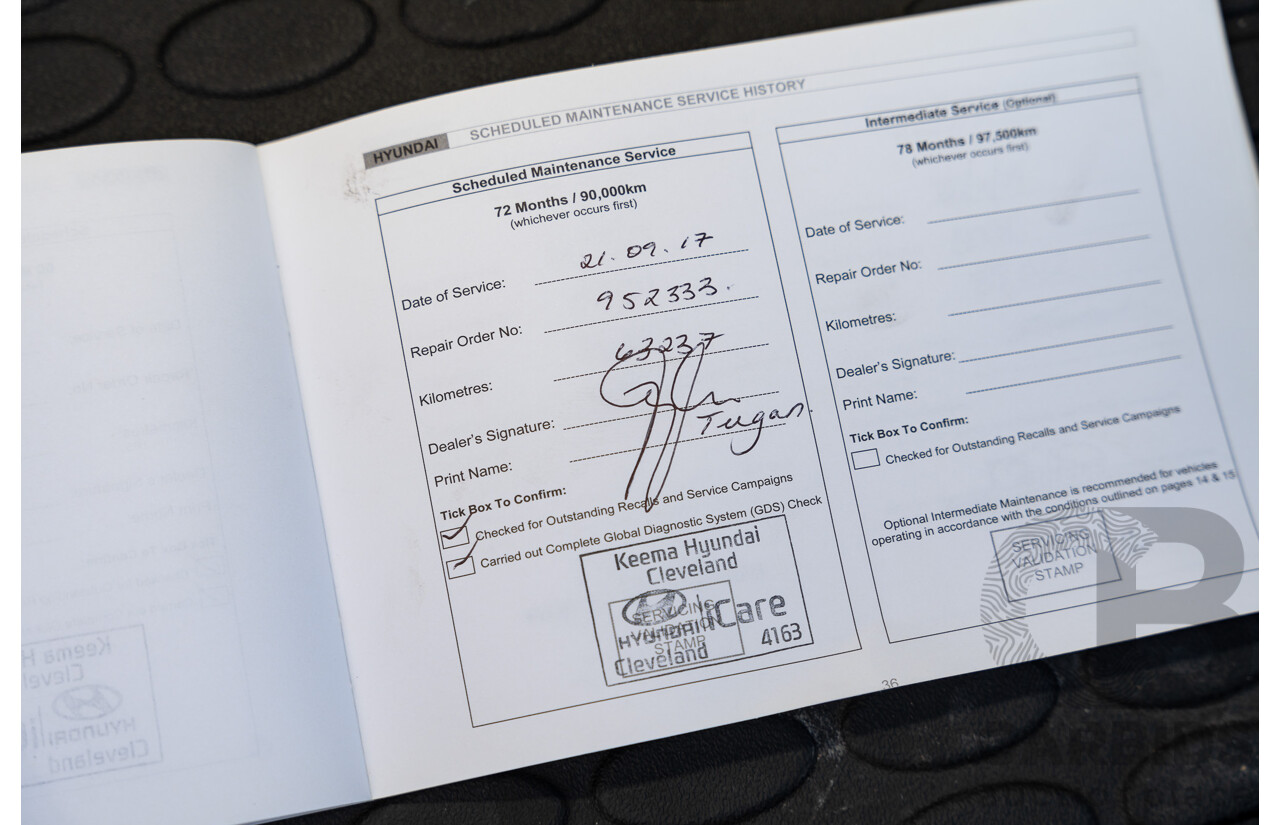 HYUNDAI
SCHEDULED MAINTENANCE SERVICE HISTORY
Scheduled Maintenance Service
72 Months / 90,000km
(whichever occurs first)
Date of Service: 21.09.17
Repair Order No: 952333.
Kilometres: 63237
Dealer's Signature:
Print Name: Tugan.
Tick Box To Confirm:
Checked for Outstanding Recalls and Service Campaigns
Carried out Complete Global Diagnostic System (GDS) Check
Keema Hyundai
Cleveland
SERVICING
VALIDATION
STAMP
HYUNDAI iCare
Cleveland 4163
Intermediate Service (Optional)
78 Months / 97,500km
(whichever occurs first)
Date of Service:
Repair Order No:
Kilometres:
Dealer's Signature:
Print Name:
Tick Box To Confirm:
Checked for Outstanding Recalls and Service Campaigns
Optional Intermediate Maintenance is recommended for vehicles
operating in accordance with the conditions outlined on pages 14 & 15
SERVICING
VALIDATION
STAMP
36